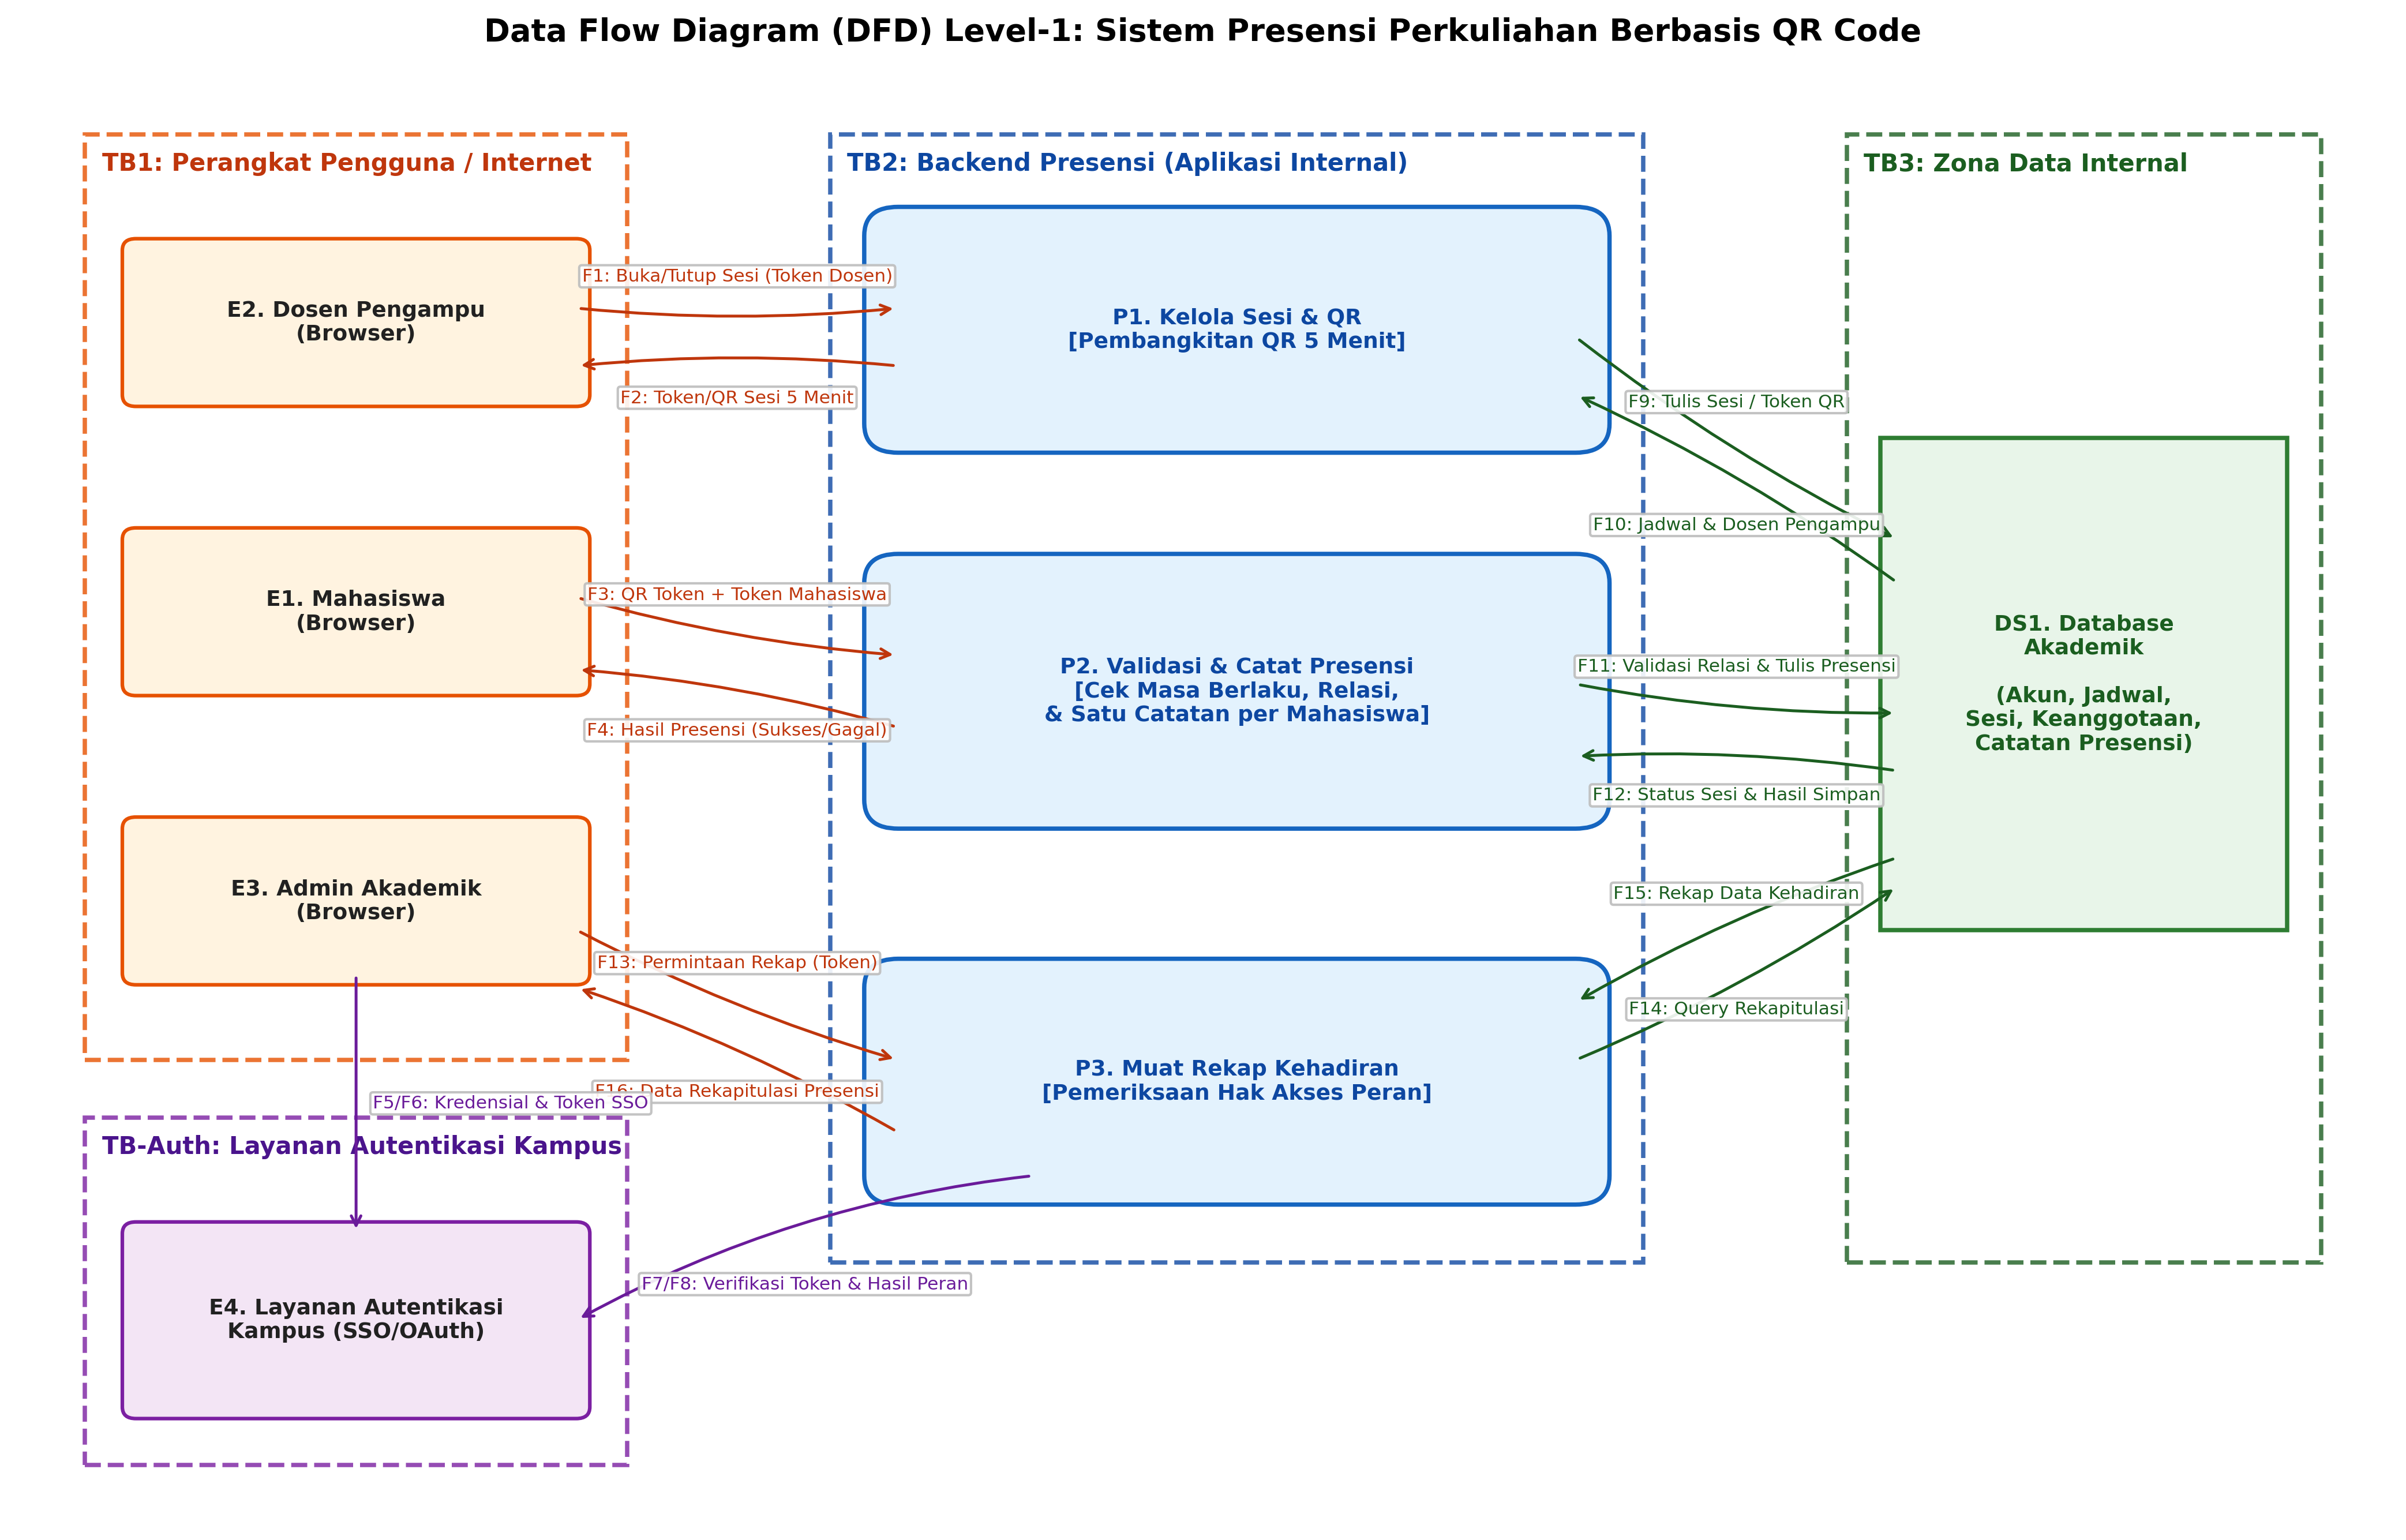 Data Flow Diagram (DFD) Level-1: Sistem Presensi Perkuliahan Berbasis QR Code
TB1: Perangkat Pengguna / Internet
E2. Dosen Pengampu
(Browser)
E1. Mahasiswa
(Browser)
E3. Admin Akademik
(Browser)
F1: Buka/Tutup Sesi (Token Dosen)
F2: Token/QR Sesi 5 Menit
F3: QR Token + Token Mahasiswa
F4: Hasil Presensi (Sukses/Gagal)
F13: Permintaan Rekap (Token)
F16: Data Rekapitulasi Presensi
F5/F6: Kredensial & Token SSO
TB-Auth: Layanan Autentikasi Kampus
E4. Layanan Autentikasi
Kampus (SSO/OAuth)
F7/F8: Verifikasi Token & Hasil Peran
TB2: Backend Presensi (Aplikasi Internal)
P1. Kelola Sesi & QR
[Pembangkitan QR 5 Menit]
P2. Validasi & Catat Presensi
[Cek Masa Berlaku, Relasi,
& Satu Catatan per Mahasiswa]
P3. Muat Rekap Kehadiran
[Pemeriksaan Hak Akses Peran]
F9: Tulis Sesi / Token QR
F10: Jadwal & Dosen Pengampu
F11: Validasi Relasi & Tulis Presensi
F12: Status Sesi & Hasil Simpan
F15: Rekap Data Kehadiran
F14: Query Rekapitulasi
TB3: Zona Data Internal
DS1. Database
Akademik
(Akun, Jadwal,
Sesi, Keanggotaan,
Catatan Presensi)